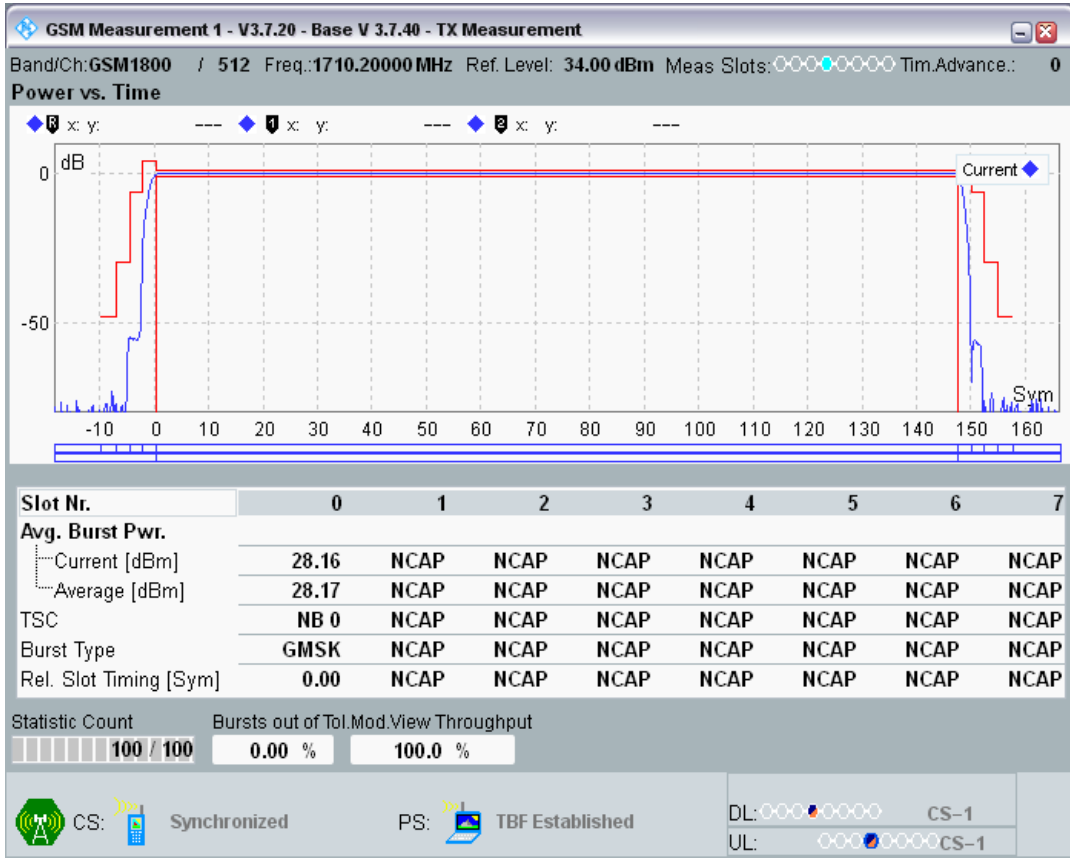 GSM Measurement 1 - V3.7.20 - Base V 3.7.40 - TX Measurement
Band/Ch:GSM1800 / 512 Freq.:1710.20000 MHz Ref. Level: 34.00 dBm Meas Slots: Tim.Advance.: 0
Power vs. Time
R x: y: --- 1 x: y: --- 2 x: y: ---
dB
Current
0
-50
Sym
-10 0 10 20 30 40 50 60 70 80 90 100 110 120 130 140 150 160
Slot Nr. 0 1 2 3 4 5 6 7
Avg. Burst Pwr.
Current [dBm] 28.16 NCAP NCAP NCAP NCAP NCAP NCAP NCAP
Average [dBm] 28.17 NCAP NCAP NCAP NCAP NCAP NCAP NCAP
TSC NB 0 NCAP NCAP NCAP NCAP NCAP NCAP NCAP
Burst Type GMSK NCAP NCAP NCAP NCAP NCAP NCAP NCAP
Rel. Slot Timing [Sym] 0.00 NCAP NCAP NCAP NCAP NCAP NCAP NCAP
Statistic Count Bursts out of Tol.Mod.View Throughput
100 / 100 0.00 % 100.0 %
CS: Synchronized PS: TBF Established
DL: CS-1
UL: CS-1